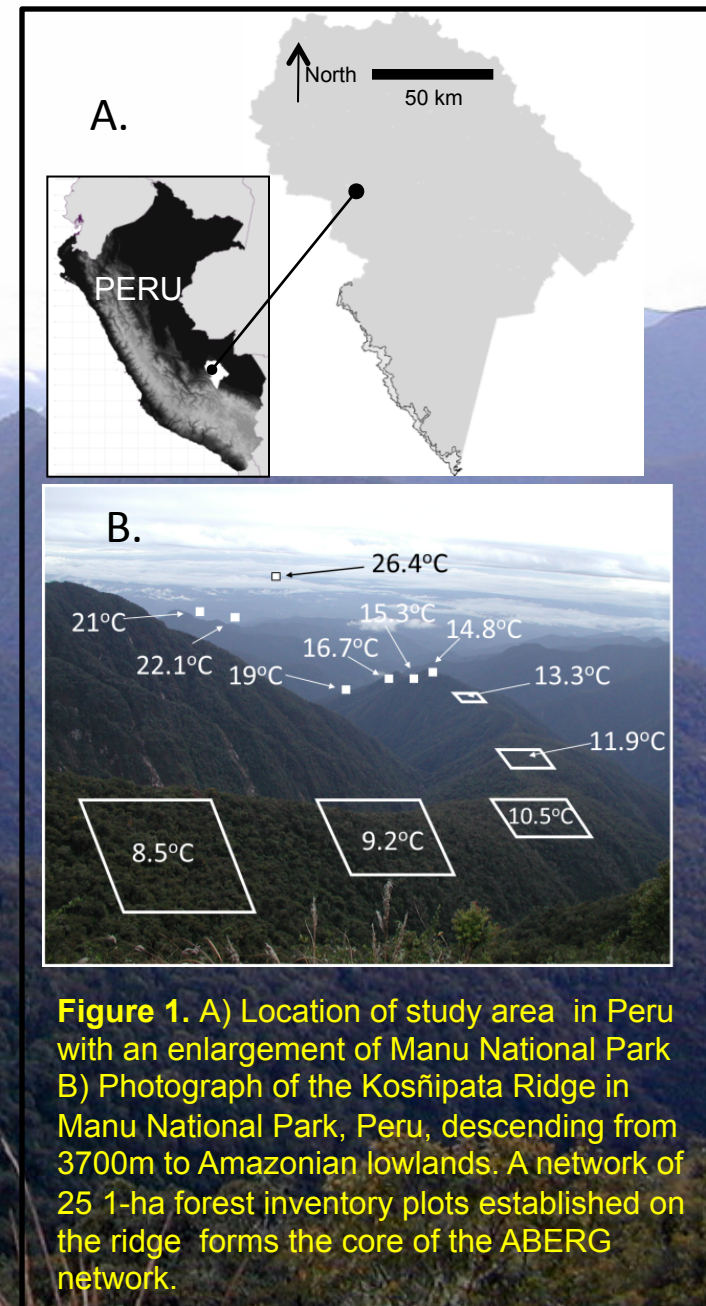 North
50 km
A.
PERU
B.
26.4°C
15.3°C
14.8°C
21°C
16.7°C
22.1°C
19°C
13.3°C
11.9°C
10.5°C
9.2°C
8.5°C
Figure 1. A) Location of study area in Peru
with an enlargement of Manu National Park
B) Photograph of the Kosñipata Ridge in
Manu National Park, Peru, descending from
3700m to Amazonian lowlands. A network of
25 1-ha forest inventory plots established on
the ridge forms the core of the ABERG
network.